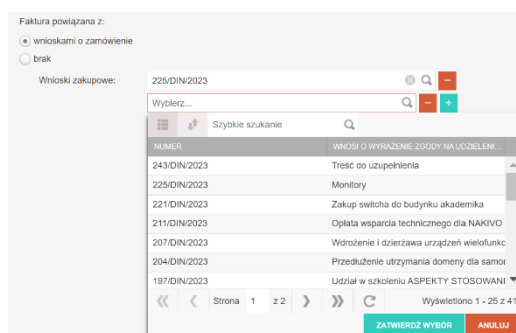 Faktura powiązana z:
wnioskami o zamówienie
brak
Wnioski zakupowe:
225/DIN/2023
Wybierz...
Szybkie szukanie
NUMER WNOSI O WYRAŻENIE ZGODY NA UDZIELENI...
243/DIN/2023 Treść do uzupełnienia
225/DIN/2023 Monitory
221/DIN/2023 Zakup switcha do budynku akademika
211/DIN/2023 Opłata wsparcia technicznego dla NAKIVO
207/DIN/2023 Wdrożenie i dzierżawa urządzeń wielofunkc
204/DIN/2023 Przedłużenie utrzymania domeny dla samor
197/DIN/2023 Udział w szkoleniu ASPEKTY STOSOWANI
Strona 1 z 2 Wyświetlono 1 - 25 z 41
ZATWIERDŹ WYBÓR ANULUJ